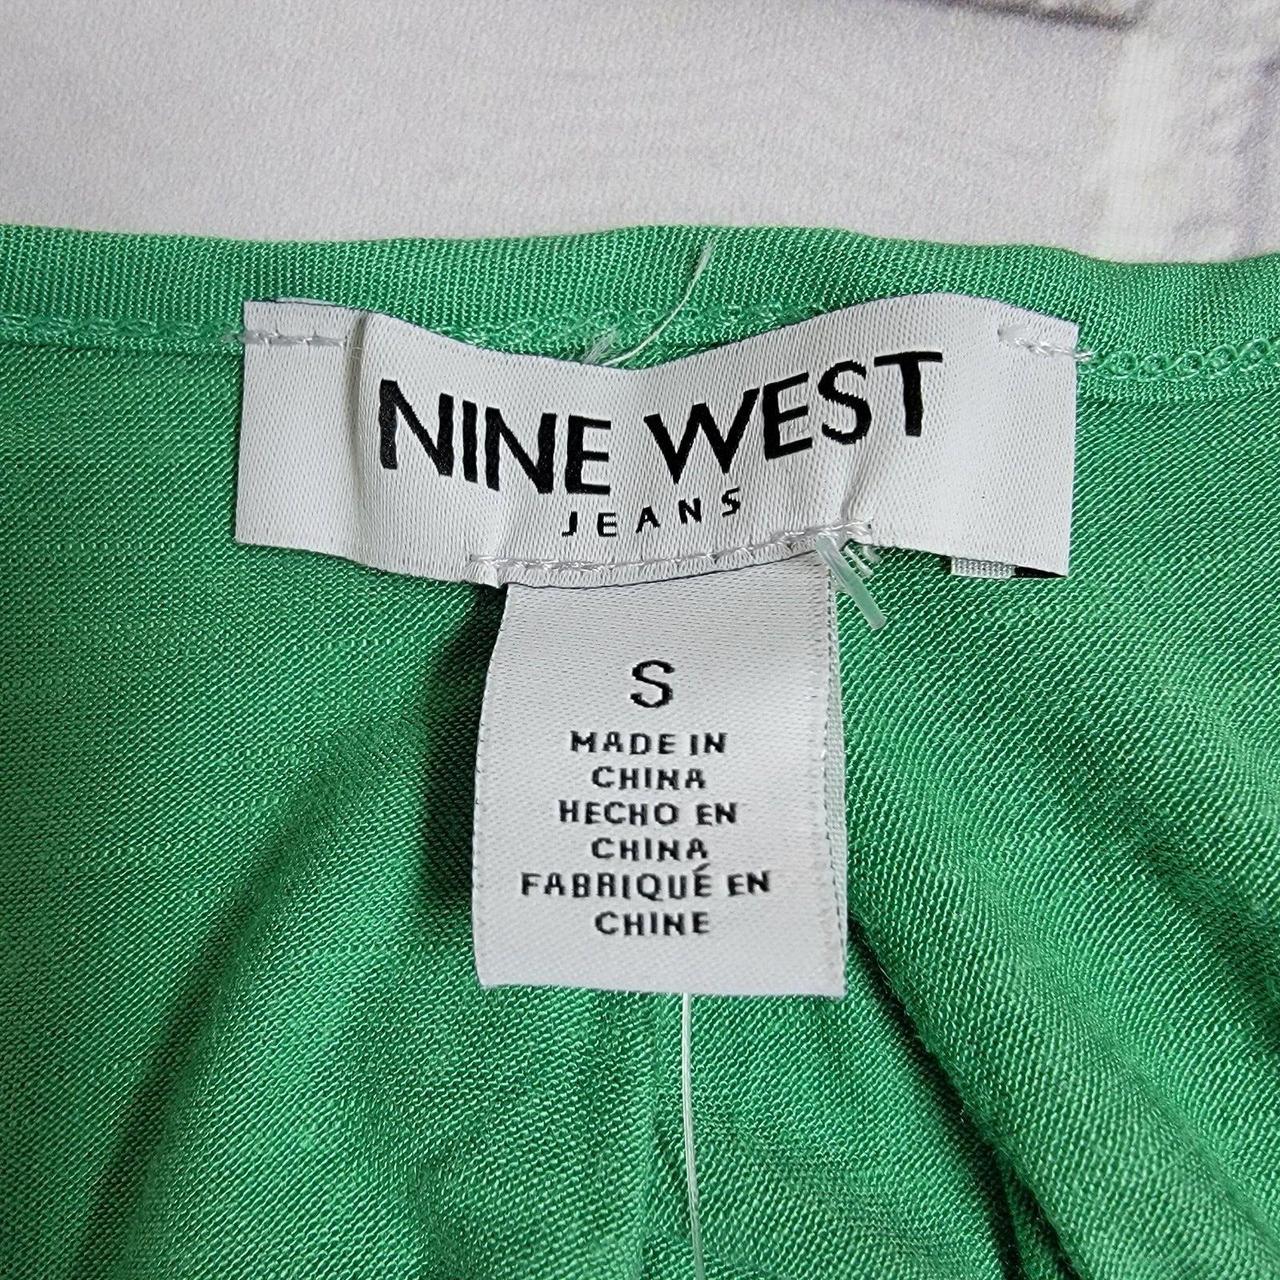 NINE WEST
JEANS
S
MADE IN
CHINA
HECHO EN
CHINA
FABRIQUÉ EN
CHINE